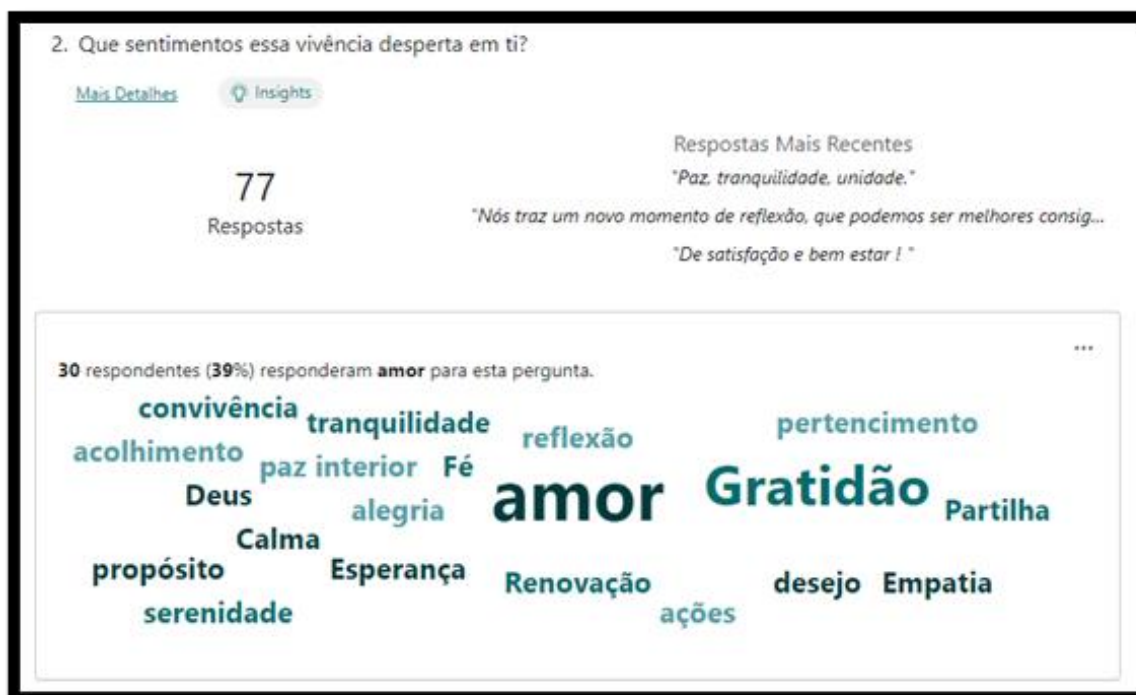 2. Que sentimentos essa vivência desperta em ti?
Mais Detalhes
Insights
77
Respostas
Respostas Mais Recentes
"Paz, tranquilidade, unidade."
"Nós traz um novo momento de reflexão, que podemos ser melhores consig...
"De satisfação e bem estar ! "
...
30 respondentes (39%) responderam amor para esta pergunta.
convivência
tranquilidade
reflexão
pertencimento
acolhimento
paz interior
Fé
amor
Gratidão
Deus
alegria
Partilha
Calma
propósito
Esperança
Renovação
desejo
Empatia
serenidade
ações